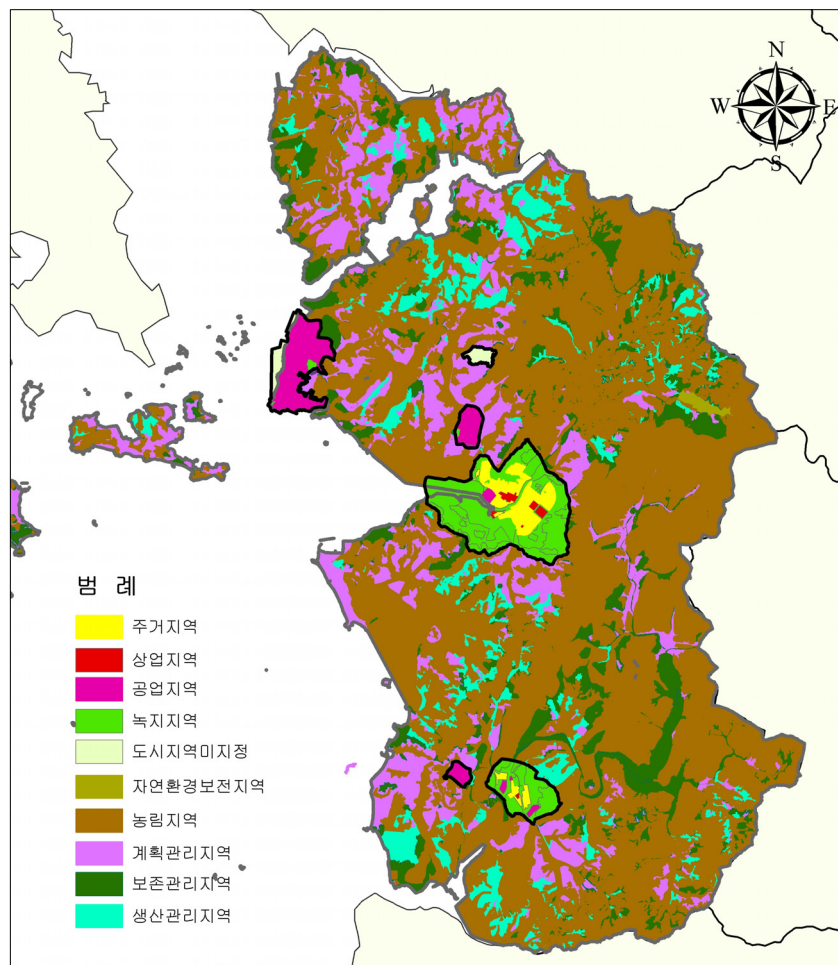 N
W
E
S
범 례
주거지역
상업지역
공업지역
녹지지역
도시지역미지정
자연환경보전지역
농림지역
계획관리지역
보존관리지역
생산관리지역